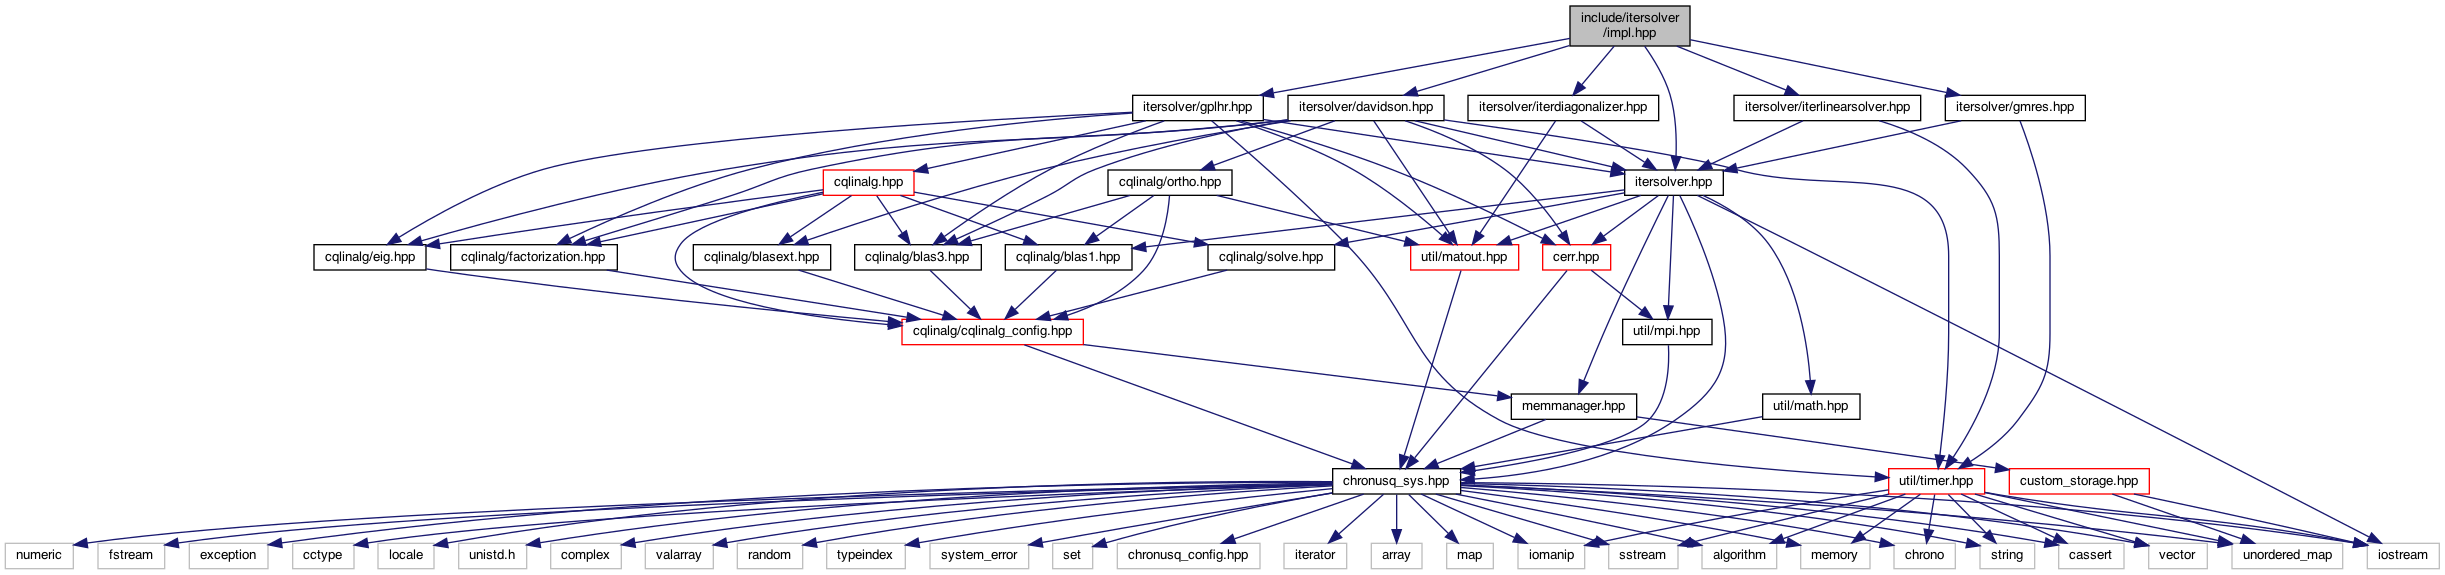 include/itersolver
/impl.hpp
itersolver/gplhr.hpp
itersolver/davidson.hpp
itersolver/iterdiagonalizer.hpp
itersolver/iterlinearsolver.hpp
itersolver/gmres.hpp
cqlinalg.hpp
cqlinalg/ortho.hpp
itersolver.hpp
cqlinalg/eig.hpp
cqlinalg/factorization.hpp
cqlinalg/blasext.hpp
cqlinalg/blas3.hpp
cqlinalg/blas1.hpp
cqlinalg/solve.hpp
util/matout.hpp
cerr.hpp
cqlinalg/cqlinalg_config.hpp
util/mpi.hpp
memmanager.hpp
util/math.hpp
chronusq_sys.hpp
util/timer.hpp
custom_storage.hpp
numeric
fstream
exception
cctype
locale
unistd.h
complex
valarray
random
typeindex
system_error
set
chronusq_config.hpp
iterator
array
map
iomanip
sstream
algorithm
memory
chrono
string
cassert
vector
unordered_map
iostream